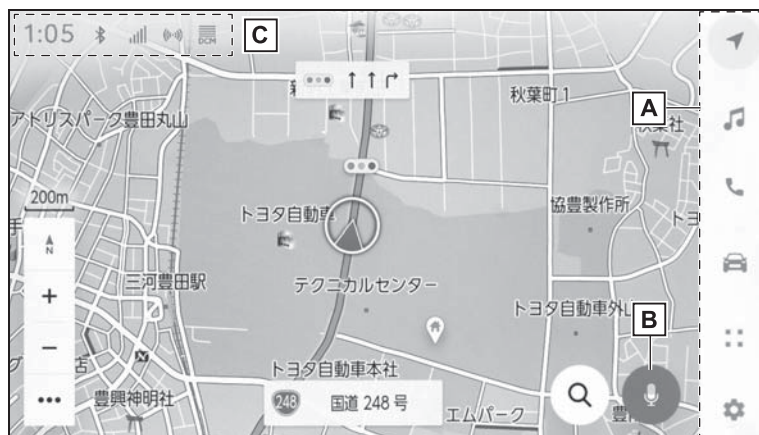 1:05
DCM
C
A
秋葉町1
アトリスパーク豊田丸山
200m
トヨタ自動車
協豊製作所
N
三河豊田駅
テクニカルセンター
トヨタ自動車外山
B
トヨタ自動車本社
豊興神明社
248
国道 248 号
エムパーク